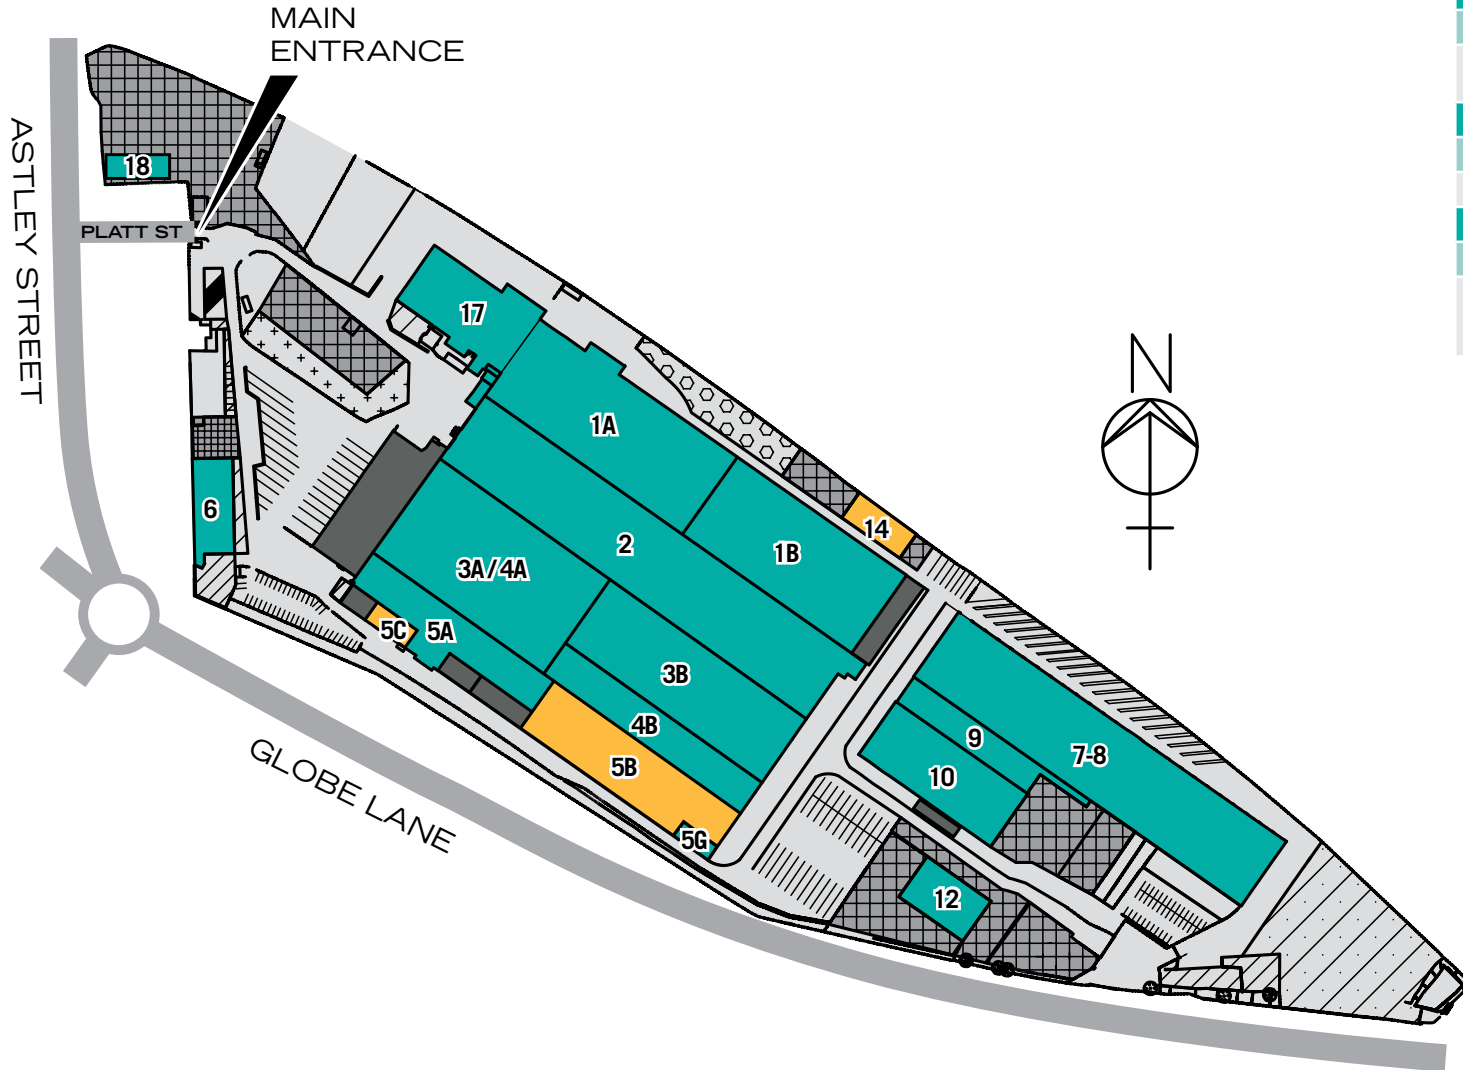 MAIN
ENTRANCE
ASTLEY STREET
18
PLATT ST
17
N
1A
6
14
2
1B
3A/4A
5C
5A
3B
4B
9
7-8
5B
10
GLOBE LANE
5G
12